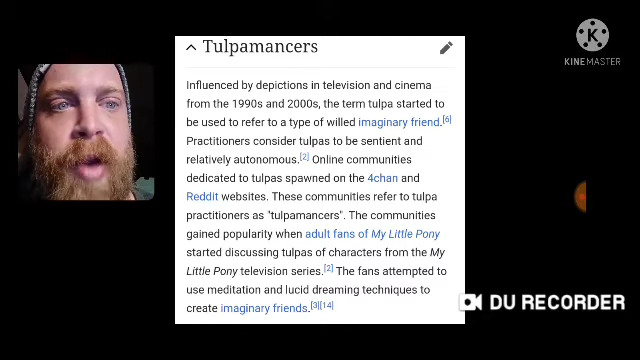 Tulpamancers
K
KINEMASTER
Influenced by depictions in television and cinema
from the 1990s and 2000s, the term tulpa started to
be used to refer to a type of willed imaginary friend.[6]
Practitioners consider tulpas to be sentient and
relatively autonomous.[2] Online communities
dedicated to tulpas spawned on the 4chan and
Reddit websites. These communities refer to tulpa
practitioners as "tulpamancers". The communities
gained popularity when adult fans of My Little Pony
started discussing tulpas of characters from the My
Little Pony television series.[2] The fans attempted to
use meditation and lucid dreaming techniques to
create imaginary friends.[3][14]
DU RECORDER